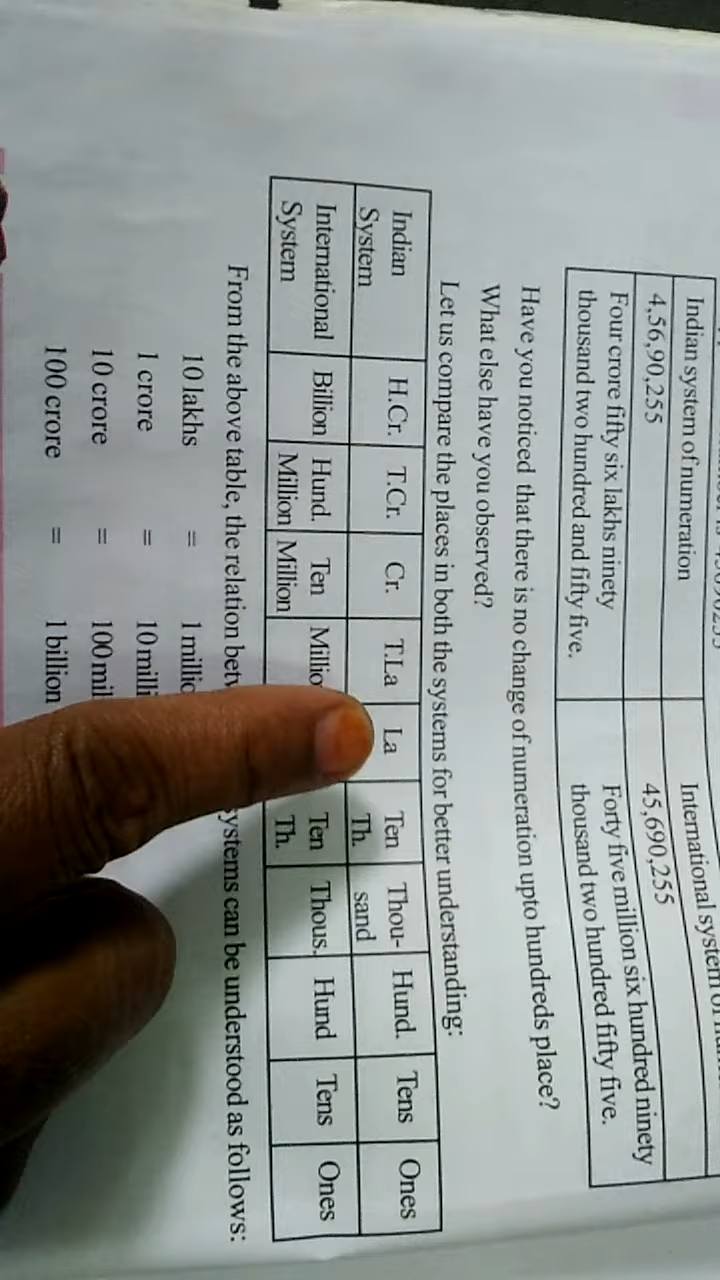 Indian system of numeration
International system
4,56,90,255
45,690,255
Four crore fifty six lakhs ninety
thousand two hundred and fifty five.
Forty five million six hundred ninety
thousand two hundred fifty five.
Have you noticed that there is no change of numeration upto hundreds place?
What else have you observed?
Let us compare the places in both the systems for better understanding:
Indian System H.Cr. T.Cr. Cr. T.La La Ten Th. Thou-sand Hund. Tens Ones
International System Billion Hund. Million Ten Million Ten Th. Thous. Hund Tens Ones
From the above table, the relation systems can be understood as follows:
10 lakhs = 1
1 crore = 10
10 crore = 100
100 crore = 1 billion